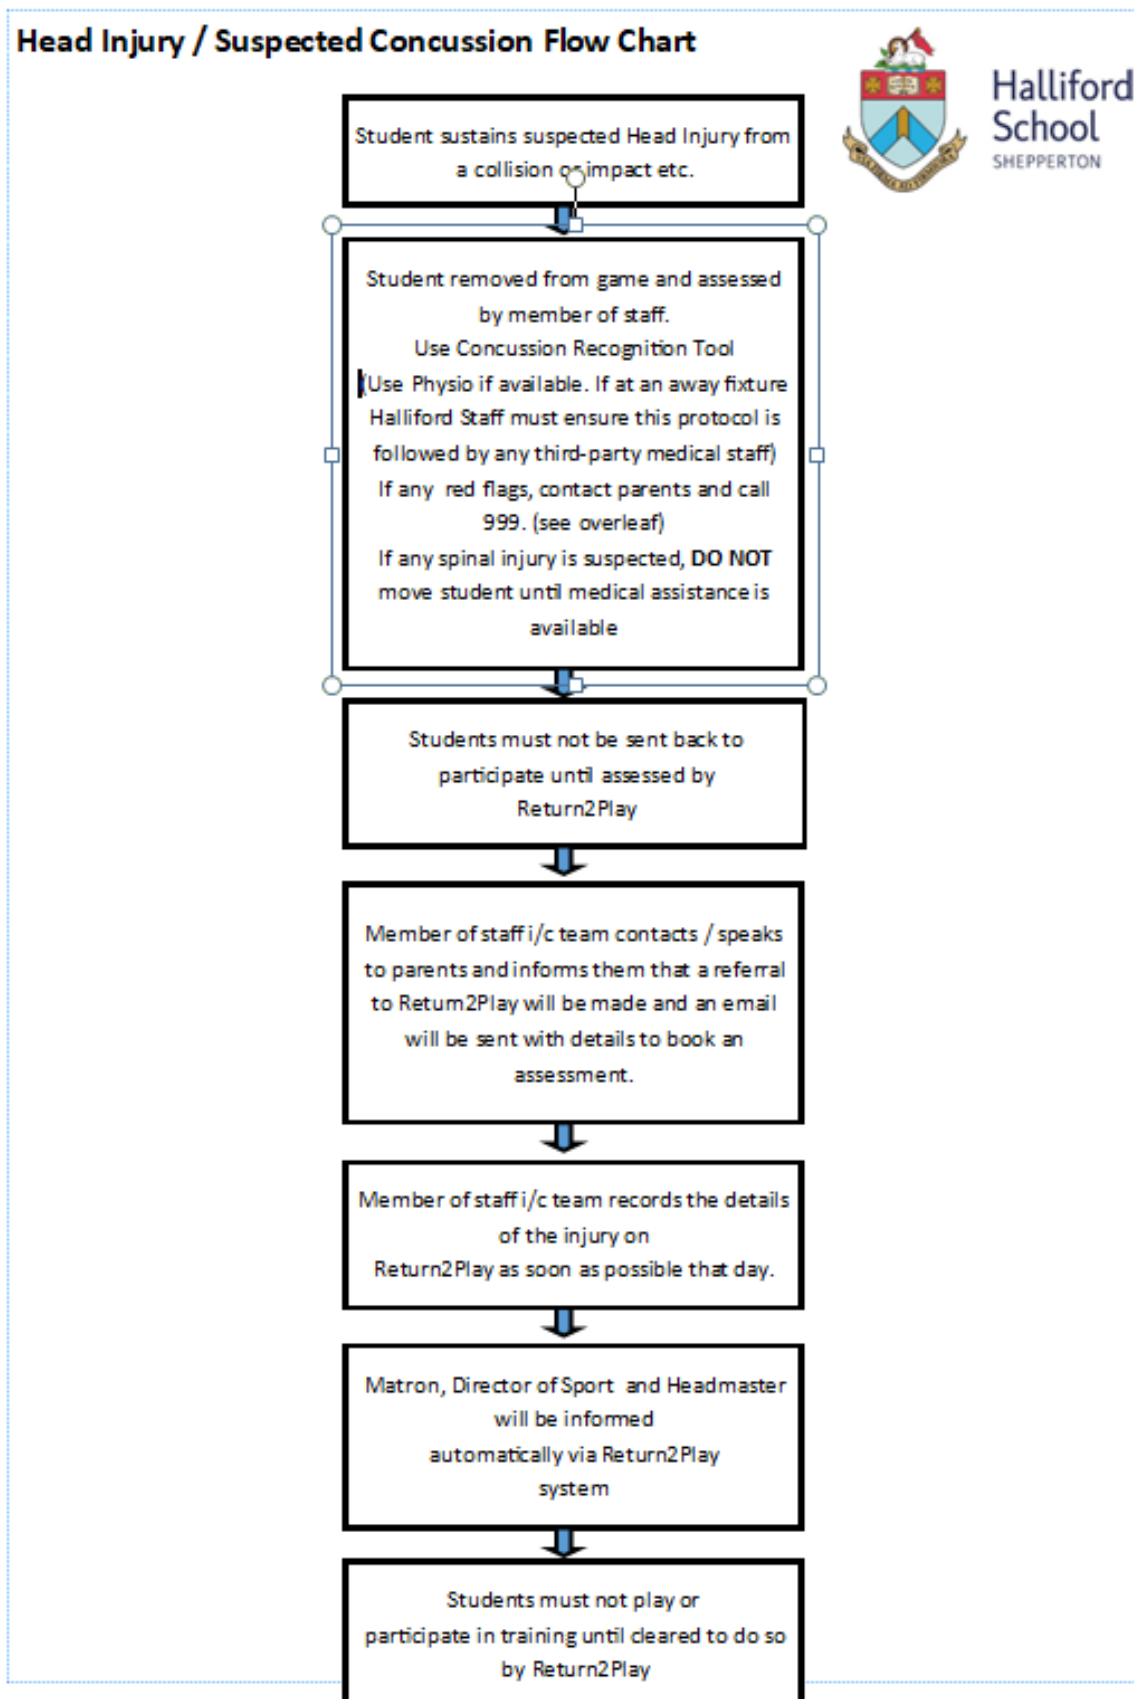 Head Injury / Suspected Concussion Flow Chart
Halliford
School
SHEPPERTON
Student sustains suspected Head Injury from
a collision or impact etc.
Student removed from game and assessed
by member of staff.
Use Concussion Recognition Tool
(Use Physio if available. If at an away fixture
Halliford Staff must ensure this protocol is
followed by any third-party medical staff)
If any red flags, contact parents and call
999. (see overleaf)
If any spinal injury is suspected, DO NOT
move student until medical assistance is
available
Students must not be sent back to
participate until assessed by
Return2Play
Member of staff i/c team contacts / speaks
to parents and informs them that a referral
to Return2Play will be made and an email
will be sent with details to book an
assessment.
Member of staff i/c team records the details
of the injury on
Return2Play as soon as possible that day.
Matron, Director of Sport and Headmaster
will be informed
automatically via Return2Play
system
Students must not play or
participate in training until cleared to do so
by Return2Play